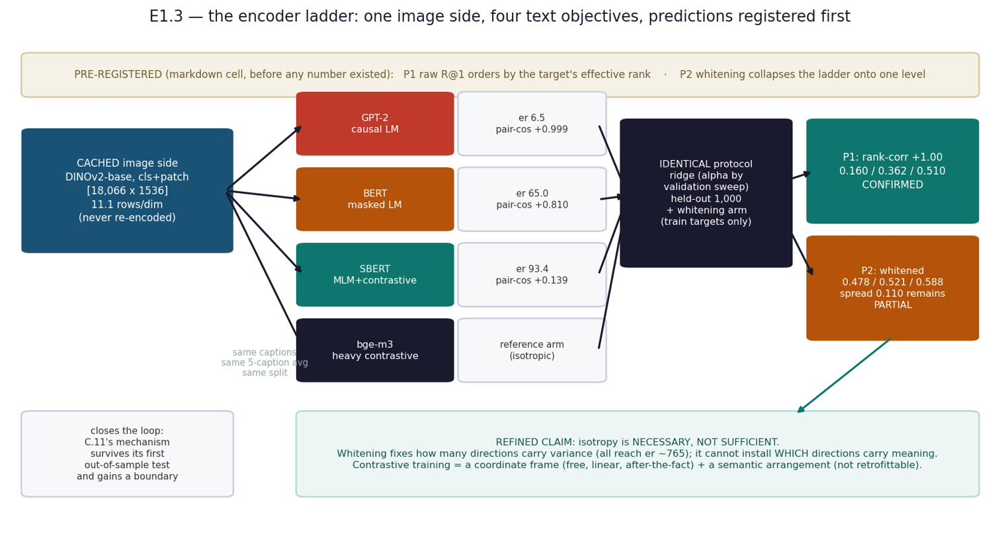 E1.3 — the encoder ladder: one image side, four text objectives, predictions registered first
PRE-REGISTERED (markdown cell, before any number existed):   P1 raw R@1 orders by the target's effective rank   ·   P2 whitening collapses the ladder onto one level
CACHED image side
DINOv2-base, cls+patch
[18,066 x 1536]
11.1 rows/dim
(never re-encoded)
GPT-2
causal LM
er 6.5
pair-cos +0.999
BERT
masked LM
er 65.0
pair-cos +0.810
SBERT
MLM+contrastive
er 93.4
pair-cos +0.139
bge-m3
heavy contrastive
reference arm
(isotropic)
same captions
same 5-caption avg
same split
IDENTICAL protocol
ridge (alpha by
validation sweep)
held-out 1,000
+ whitening arm
(train targets only)
P1: rank-corr +1.00
0.160 / 0.362 / 0.510
CONFIRMED
P2: whitened
0.478 / 0.521 / 0.588
spread 0.110 remains
PARTIAL
closes the loop:
C.11's mechanism
survives its first
out-of-sample test
and gains a boundary
REFINED CLAIM: isotropy is NECESSARY, NOT SUFFICIENT.
Whitening fixes how many directions carry variance (all reach er ~765); it cannot install WHICH directions carry meaning.
Contrastive training = a coordinate frame (free, linear, after-the-fact) + a semantic arrangement (not retrofittable).